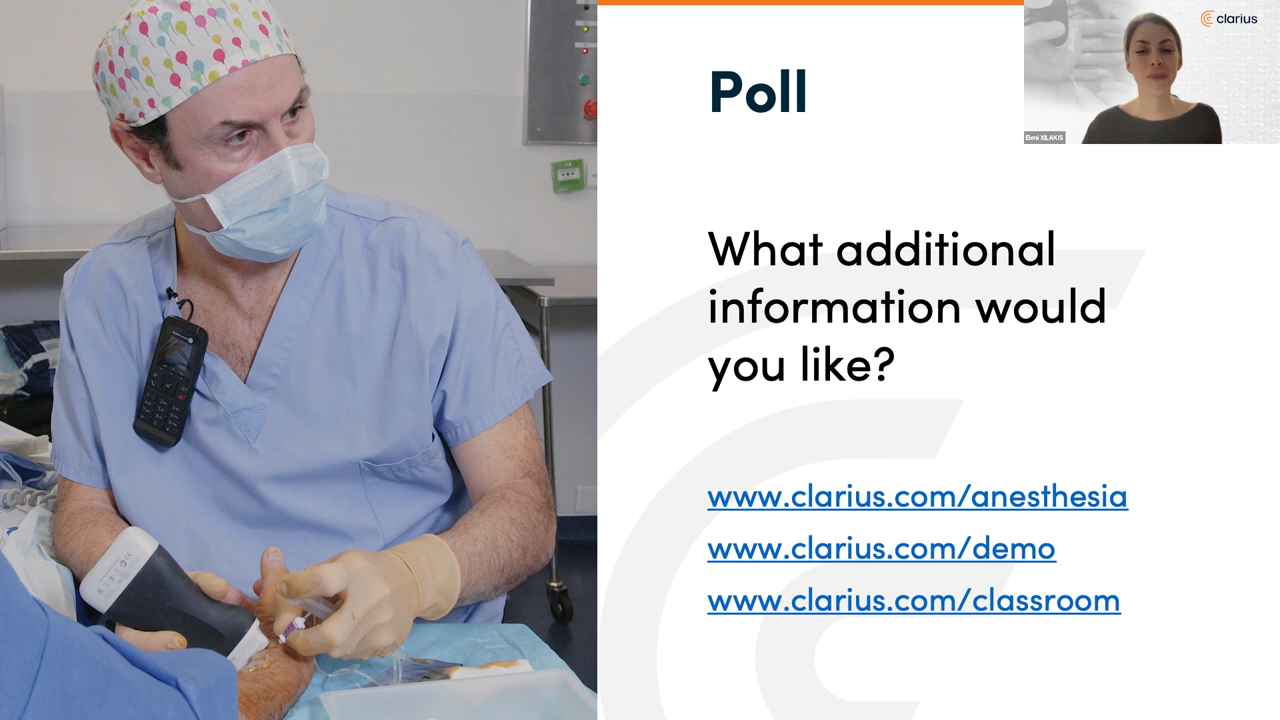 Poll
clarius
Eleni XILAKIS
What additional
information would
you like?
www.clarius.com/anesthesia
www.clarius.com/demo
www.clarius.com/classroom